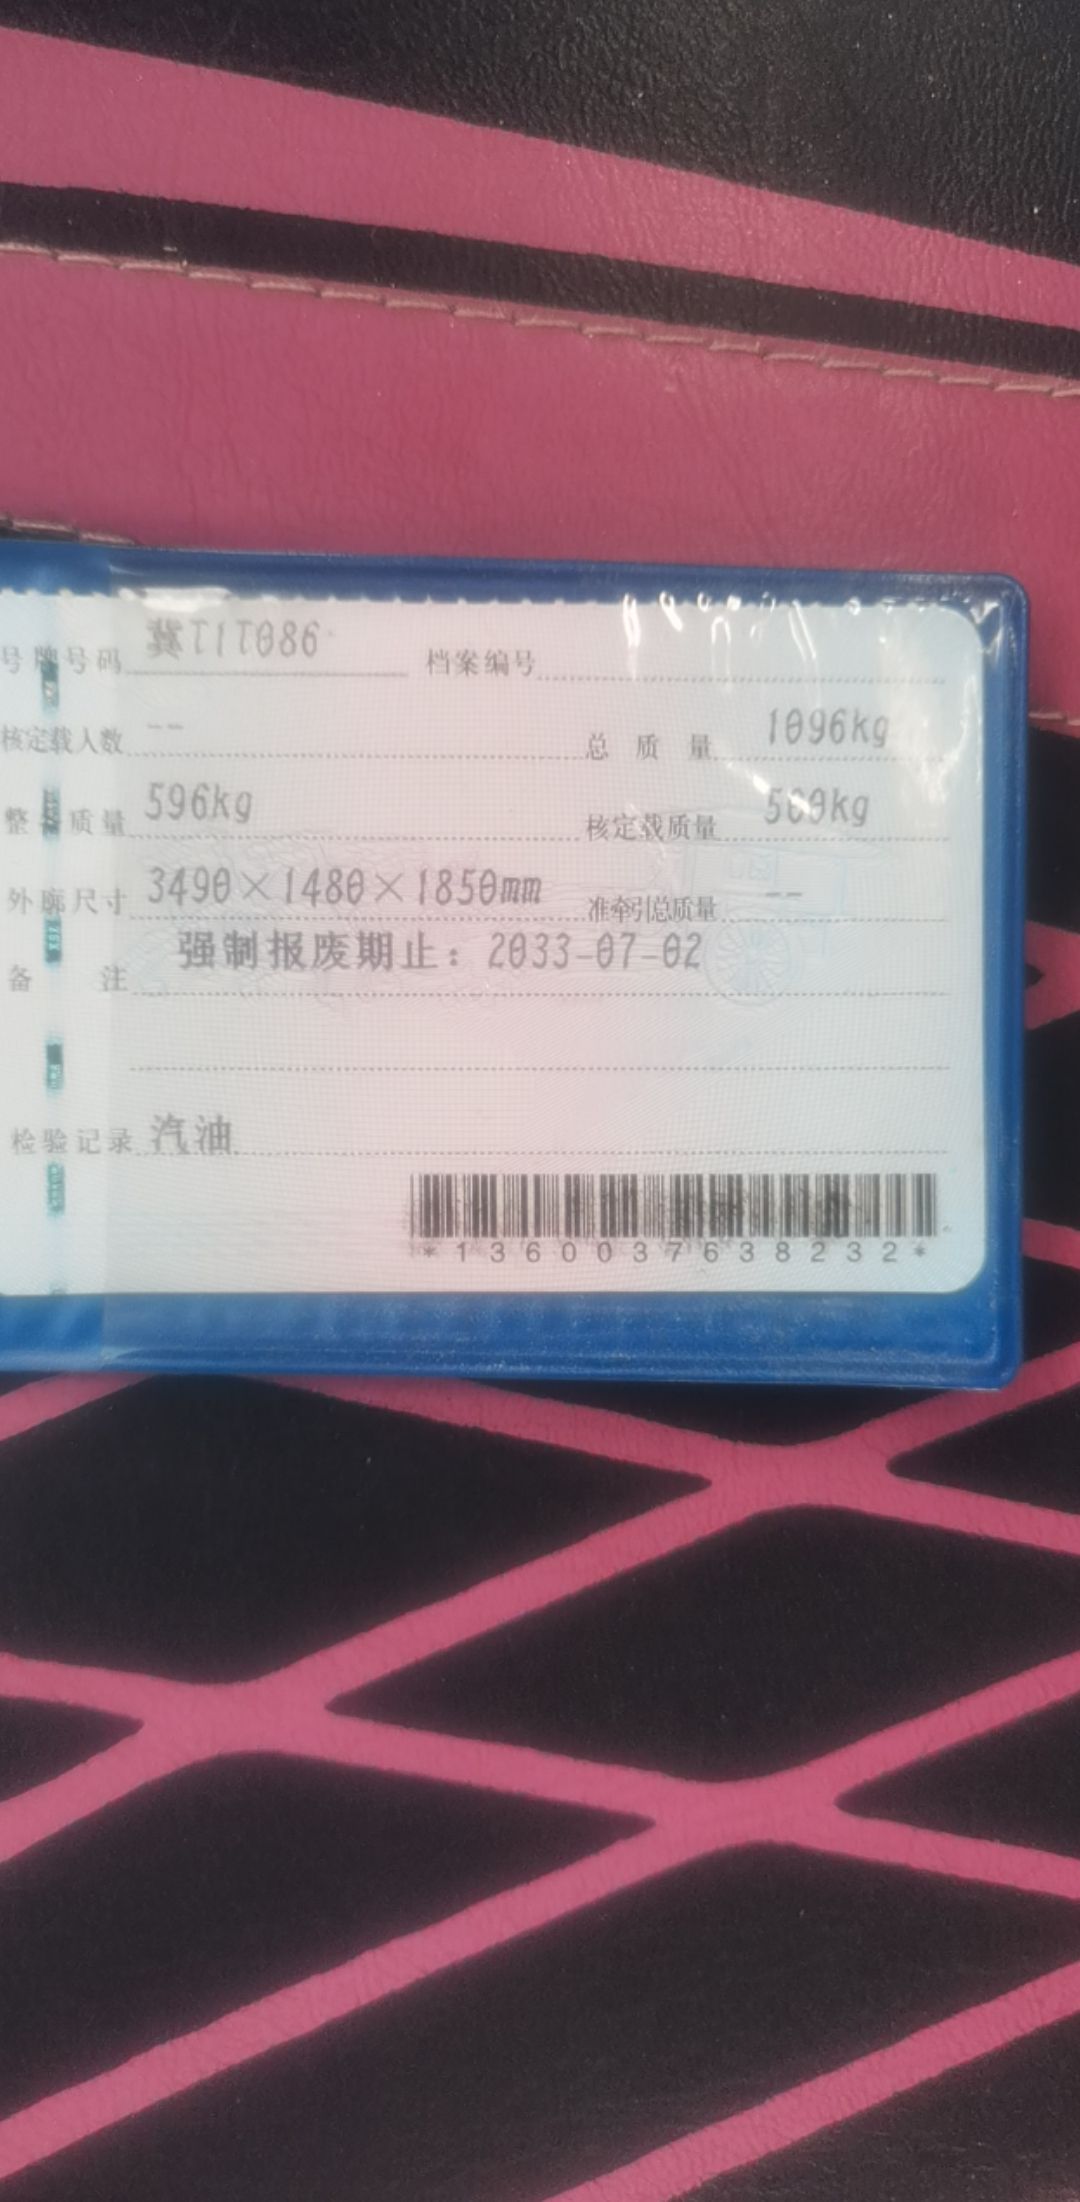 号牌号码 冀T1T086 档案编号
核定载人数 -- 总质量 1096kg
整备质量 596kg 核定载质量 500kg
外廓尺寸 3490×1480×1850mm 准牵引总质量 --
备注 强制报废期止：2033-07-02
检验记录 汽油
*1360037638232*